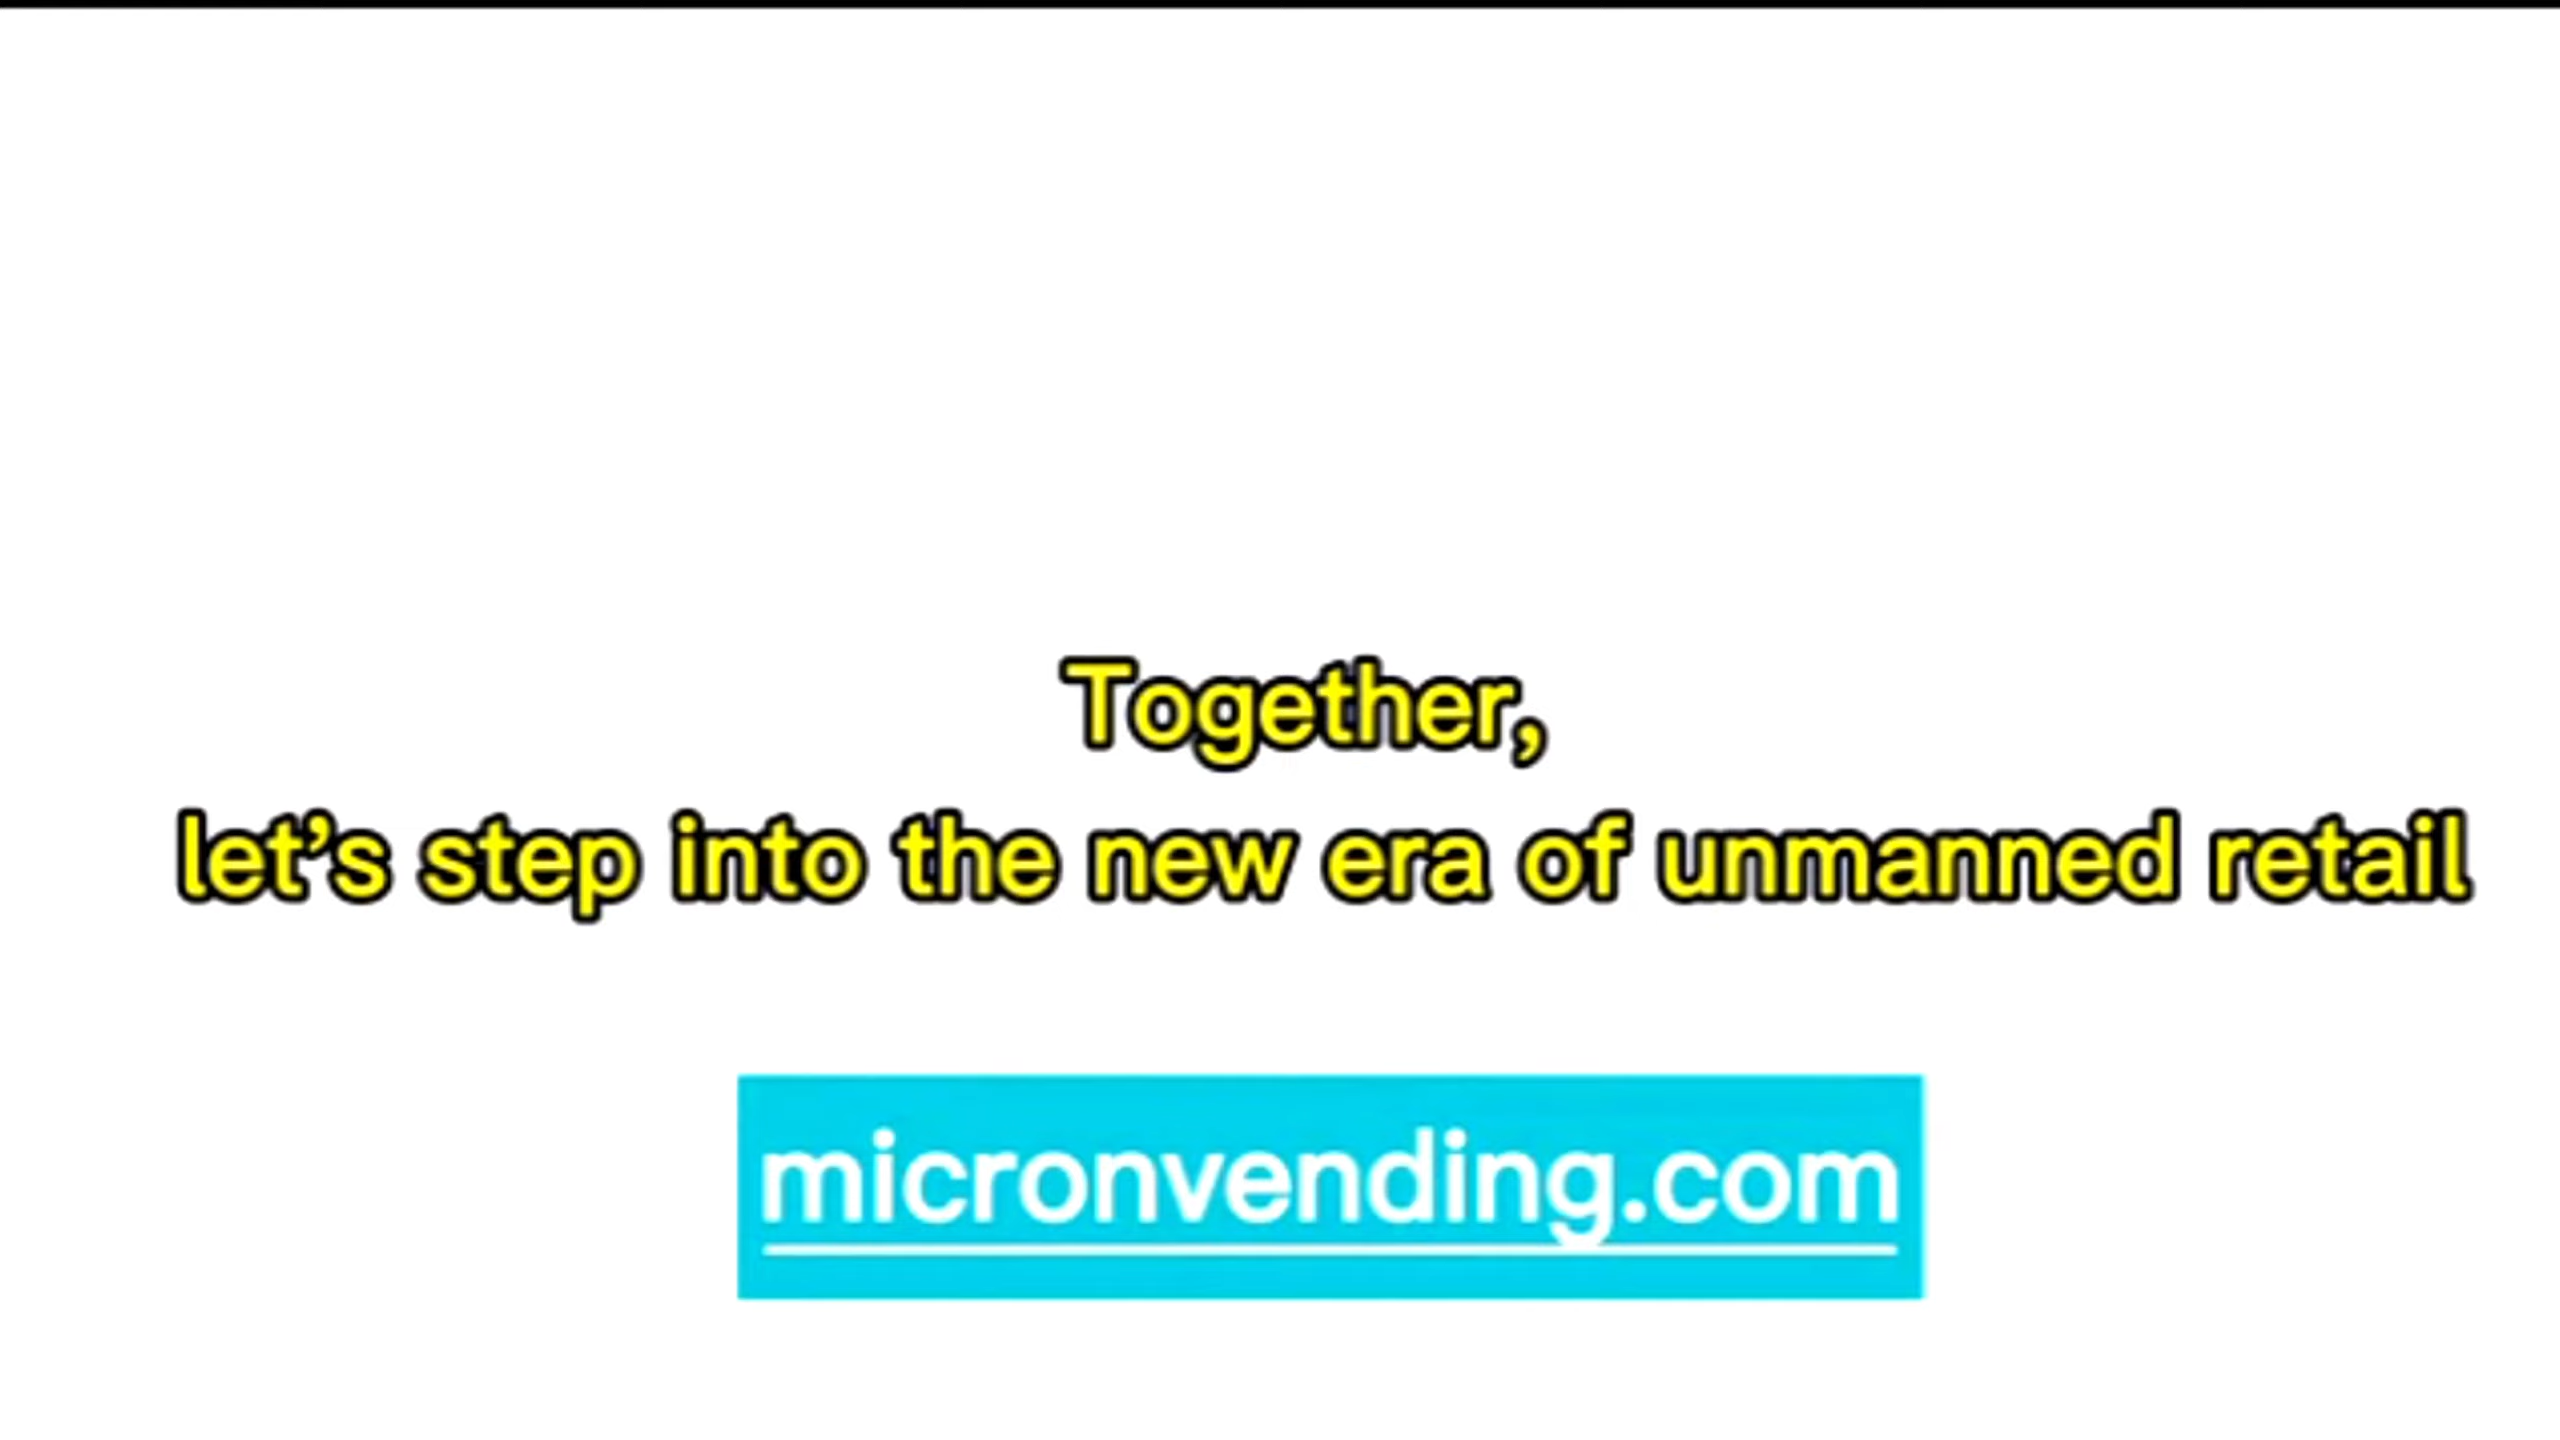 Together,
let’s step into the new era of unmanned retail
micronvending.com